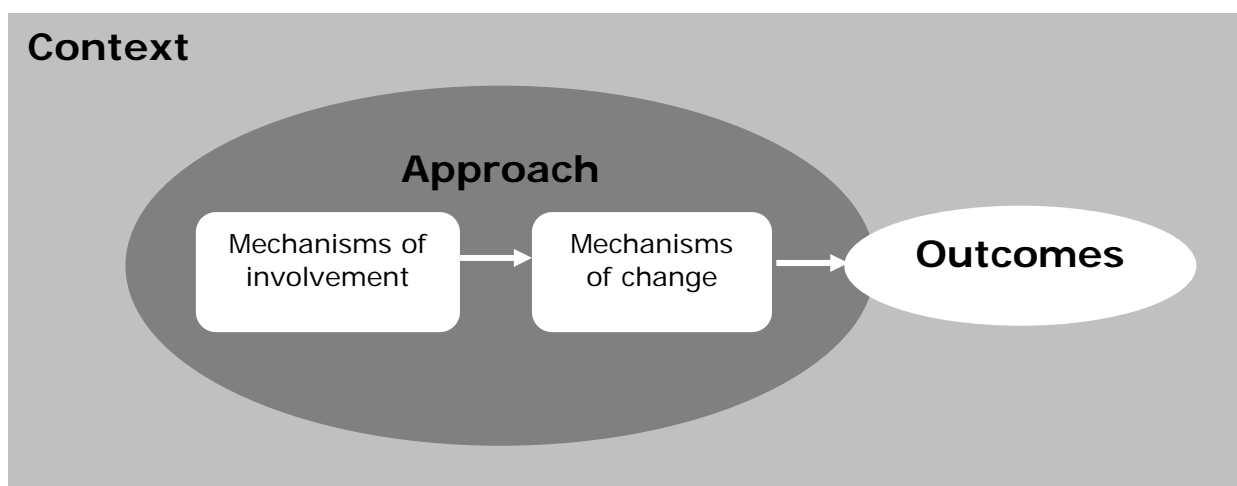 Context
Approach
Mechanisms of
involvement
Mechanisms
of change
Outcomes